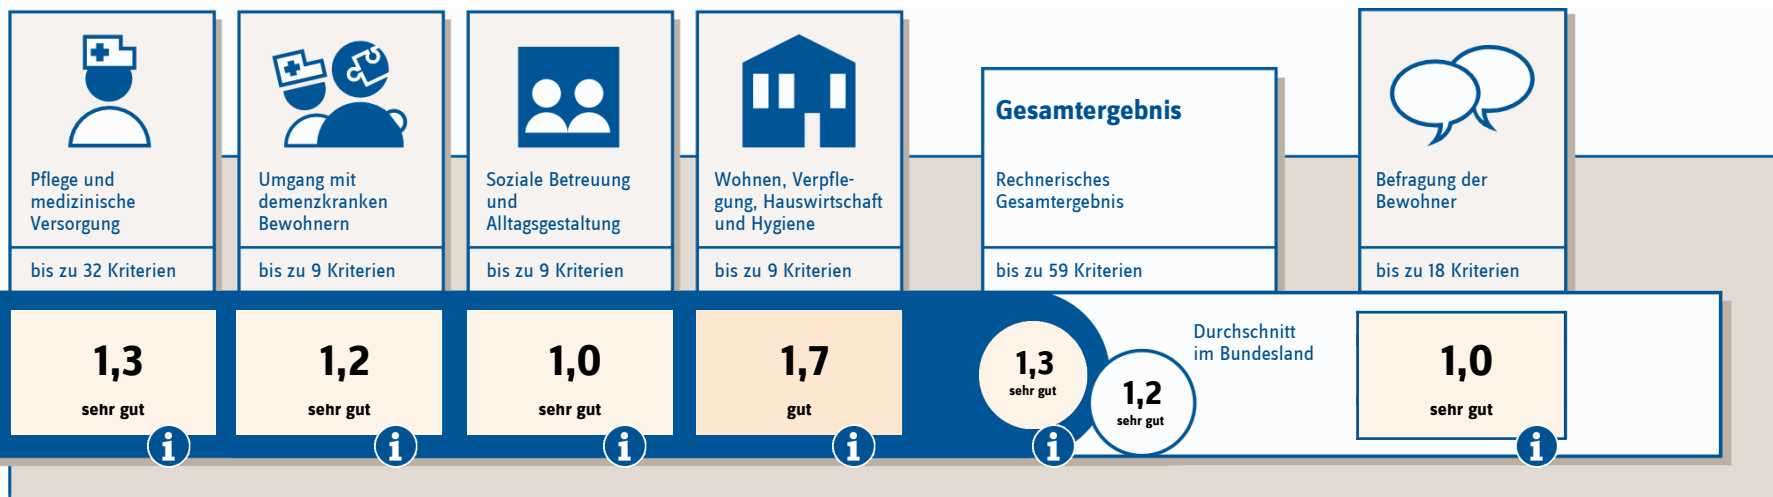 Pflege und
medizinische
Versorgung
bis zu 32 Kriterien
1,3
sehr gut
i
Umgang mit
demenzkranken
Bewohnern
bis zu 9 Kriterien
1,2
sehr gut
i
Soziale Betreuung
und
Alltagsgestaltung
bis zu 9 Kriterien
1,0
sehr gut
i
Wohnen, Verpfle-
gung, Hauswirtschaft
und Hygiene
bis zu 9 Kriterien
1,7
gut
i
Gesamtergebnis
Rechnerisches
Gesamtergebnis
bis zu 59 Kriterien
1,3
sehr gut
i
1,2
sehr gut
Durchschnitt
im Bundesland
Befragung der
Bewohner
bis zu 18 Kriterien
1,0
sehr gut
i